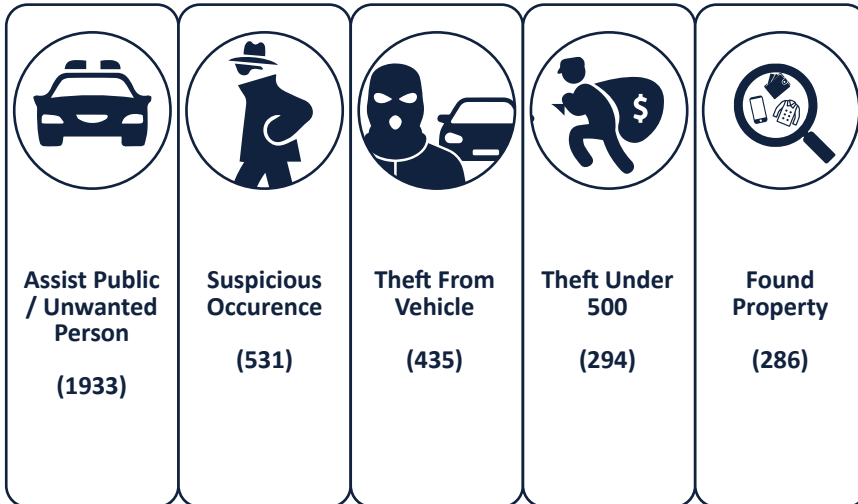 $
Assist Public
/ Unwanted
Person
(1933)
Suspicious
Occurence
(531)
Theft From
Vehicle
(435)
Theft Under
500
(294)
Found
Property
(286)